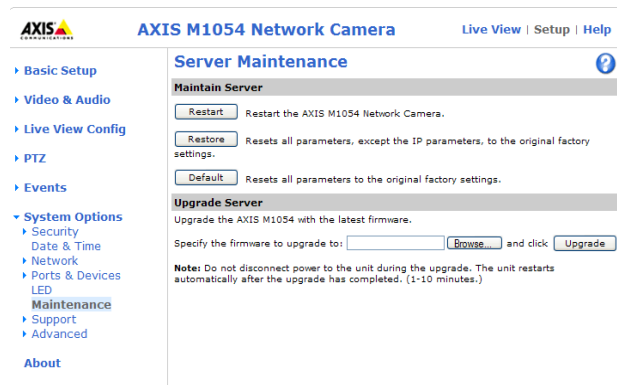 AXIS
COMMUNICATIONS
AXIS M1054 Network Camera
Live View | Setup | Help
Basic Setup
Video & Audio
Live View Config
PTZ
Events
System Options
Security
Date & Time
Network
Ports & Devices
LED
Maintenance
Support
Advanced
About
Server Maintenance
?
Maintain Server
Restart Restart the AXIS M1054 Network Camera.
Restore Resets all parameters, except the IP parameters, to the original factory
settings.
Default Resets all parameters to the original factory settings.
Upgrade Server
Upgrade the AXIS M1054 with the latest firmware.
Specify the firmware to upgrade to: Browse... and click Upgrade
Note: Do not disconnect power to the unit during the upgrade. The unit restarts
automatically after the upgrade has completed. (1-10 minutes.)